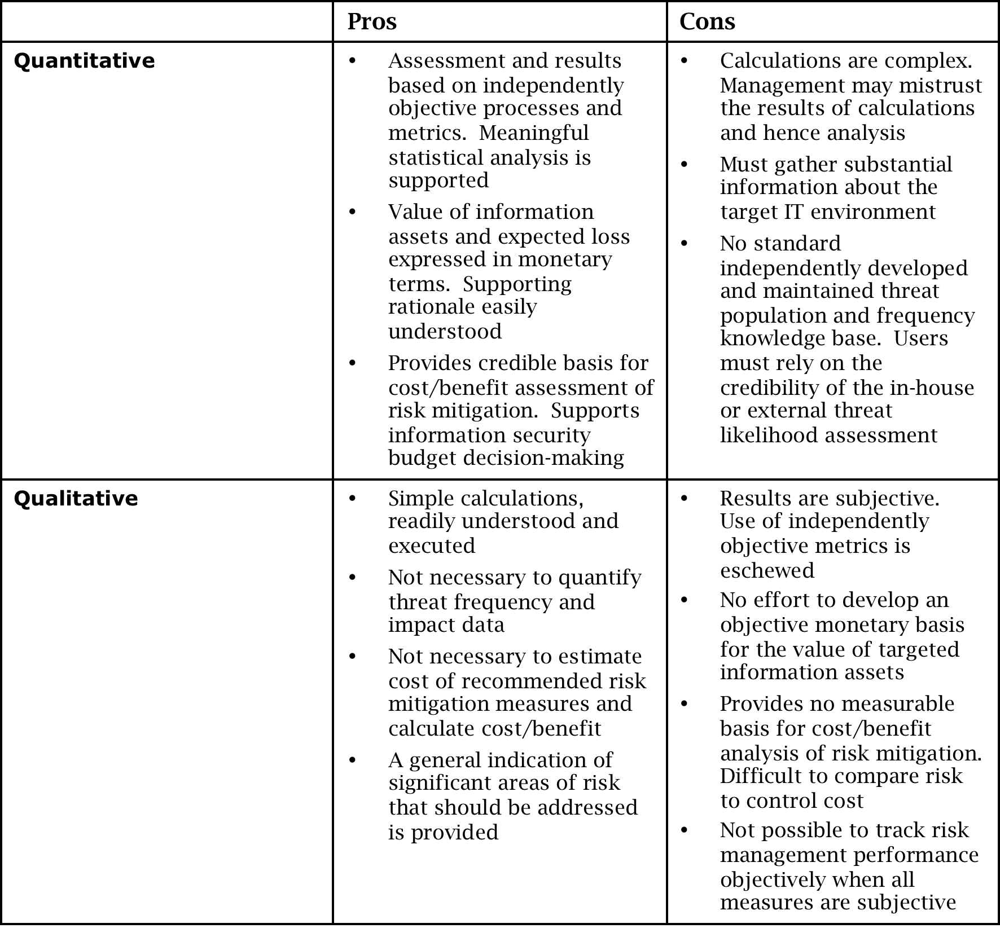 Pros
Cons
Quantitative
• Assessment and results
based on independently
objective processes and
metrics.  Meaningful
statistical analysis is
supported
• Value of information
assets and expected loss
expressed in monetary
terms.  Supporting
rationale easily
understood
• Provides credible basis for
cost/benefit assessment of
risk mitigation.  Supports
information security
budget decision-making
• Calculations are complex.
Management may mistrust
the results of calculations
and hence analysis
• Must gather substantial
information about the
target IT environment
• No standard
independently developed
and maintained threat
population and frequency
knowledge base.  Users
must rely on the
credibility of the in-house
or external threat
likelihood assessment
Qualitative
• Simple calculations,
readily understood and
executed
• Not necessary to quantify
threat frequency and
impact data
• Not necessary to estimate
cost of recommended risk
mitigation measures and
calculate cost/benefit
• A general indication of
significant areas of risk
that should be addressed
is provided
• Results are subjective.
Use of independently
objective metrics is
eschewed
• No effort to develop an
objective monetary basis
for the value of targeted
information assets
• Provides no measurable
basis for cost/benefit
analysis of risk mitigation.
Difficult to compare risk
to control cost
• Not possible to track risk
management performance
objectively when all
measures are subjective